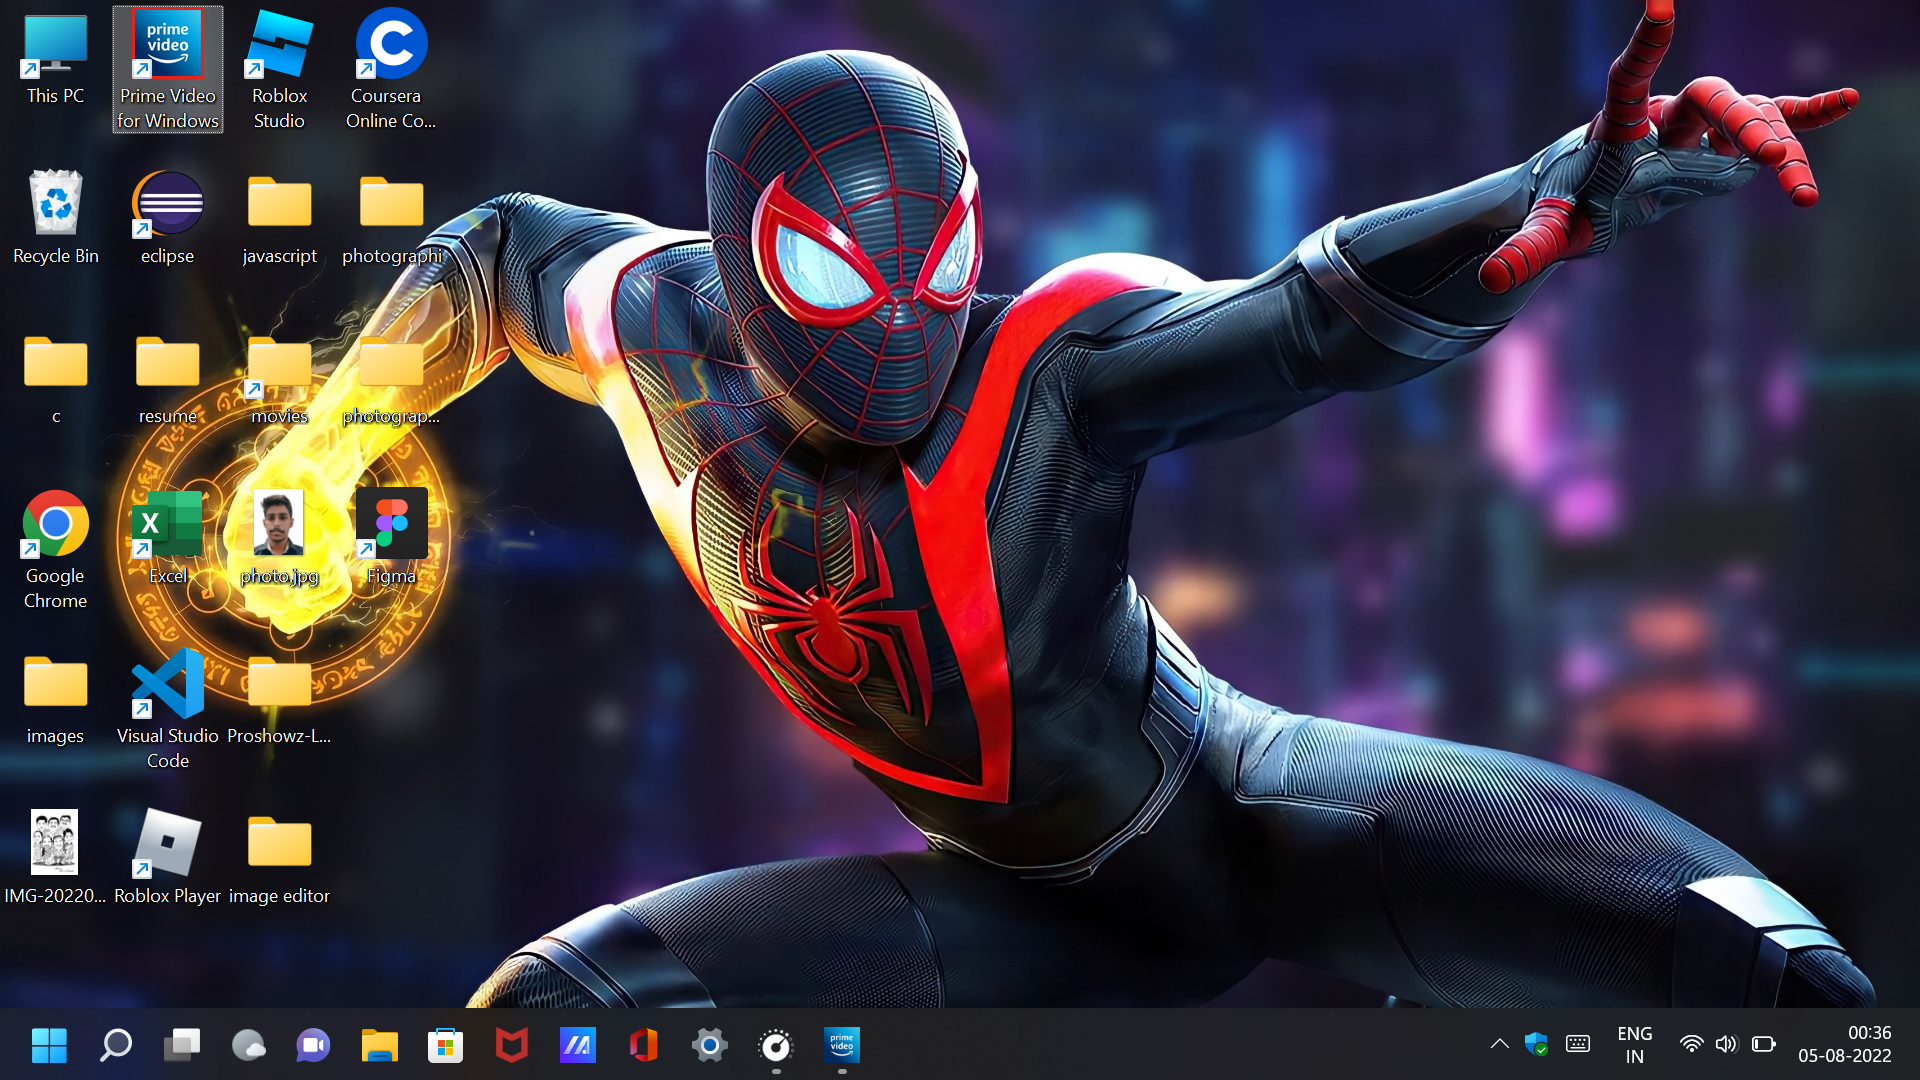 prime
video
This PC
Prime Video
for Windows
Roblox
Studio
Coursera
Online Co...
Recycle Bin
eclipse
javascript
photographi
c
resume
movies
photograp...
X
Google
Chrome
Excel
photo.jpg
Figma
images
Visual Studio
Code
Proshowz-L...
IMG-20220...
Roblox Player
image editor
prime
video
ENG
IN
00:36
05-08-2022